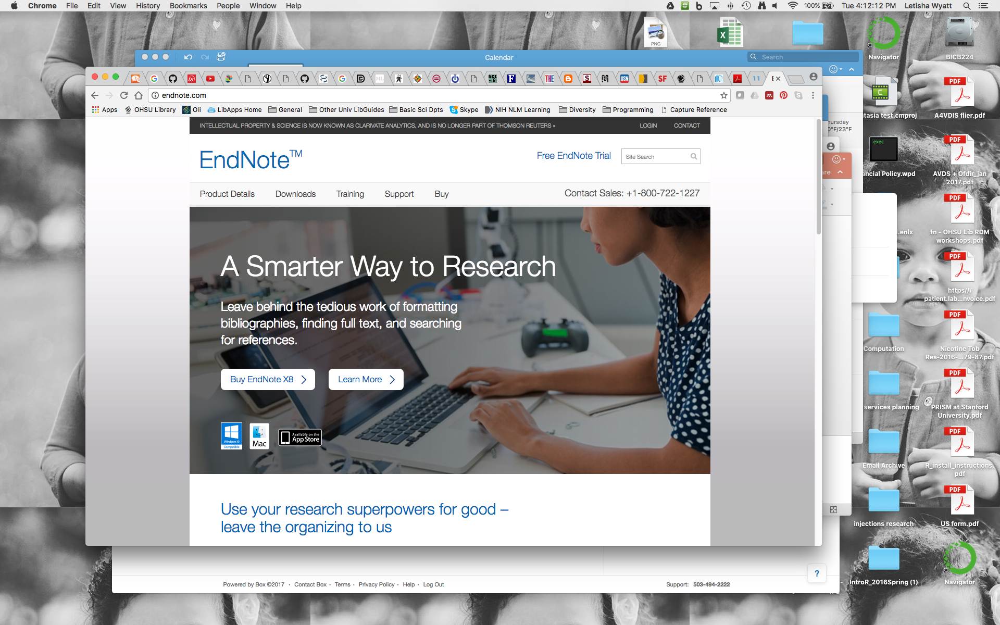 Chrome File Edit View History Bookmarks People Window Help
100% Tue 4:12:12 PM Letisha Wyatt
PNG
Navigator
BICB224
Calendar
Search
endnote.com
Apps OHSU Library Oli LibApps Home General Other Univ LibGuides Basic Sci Dpts Skype NIH NLM Learning Diversity Programming Capture Reference
INTELLECTUAL PROPERTY & SCIENCE IS NOW KNOWN AS CLARIVATE ANALYTICS, AND IS NO LONGER PART OF THOMSON REUTERS »
LOGIN CONTACT
EndNote™
Free EndNote Trial
Site Search
Product Details Downloads Training Support Buy
Contact Sales: +1-800-722-1227
A Smarter Way to Research
Leave behind the tedious work of formatting
bibliographies, finding full text, and searching
for references.
Buy EndNote X8
Learn More
Windows10
Compatible
Mac
Available on the
App Store
Use your research superpowers for good –
leave the organizing to us
Powered by Box ©2017 · Contact Box · Terms · Privacy Policy · Help · Log Out
Support: 503-494-2222
?
hursday
0°F/23°F
are
tasia test.cmproj
PDF
A4VDIS flier.pdf
exec
ancial Policy.wpd
PDF
AVDS + Ofdir_jan
2017.pdf
PDF
.enlx
fn - OHSU Lib RDM
workshops.pdf
PDF
https///
patient.lab...nvoice.pdf
Computation
PDF
Nicotine Tob
Res-2016-...79-87.pdf
services planning
PDF
PRISM at Stanford
University.pdf
Email Archive
PDF
R_install_instructions.
pdf
injections research
PDF
US form.pdf
IntroR_2016Spring (1)
Navigator